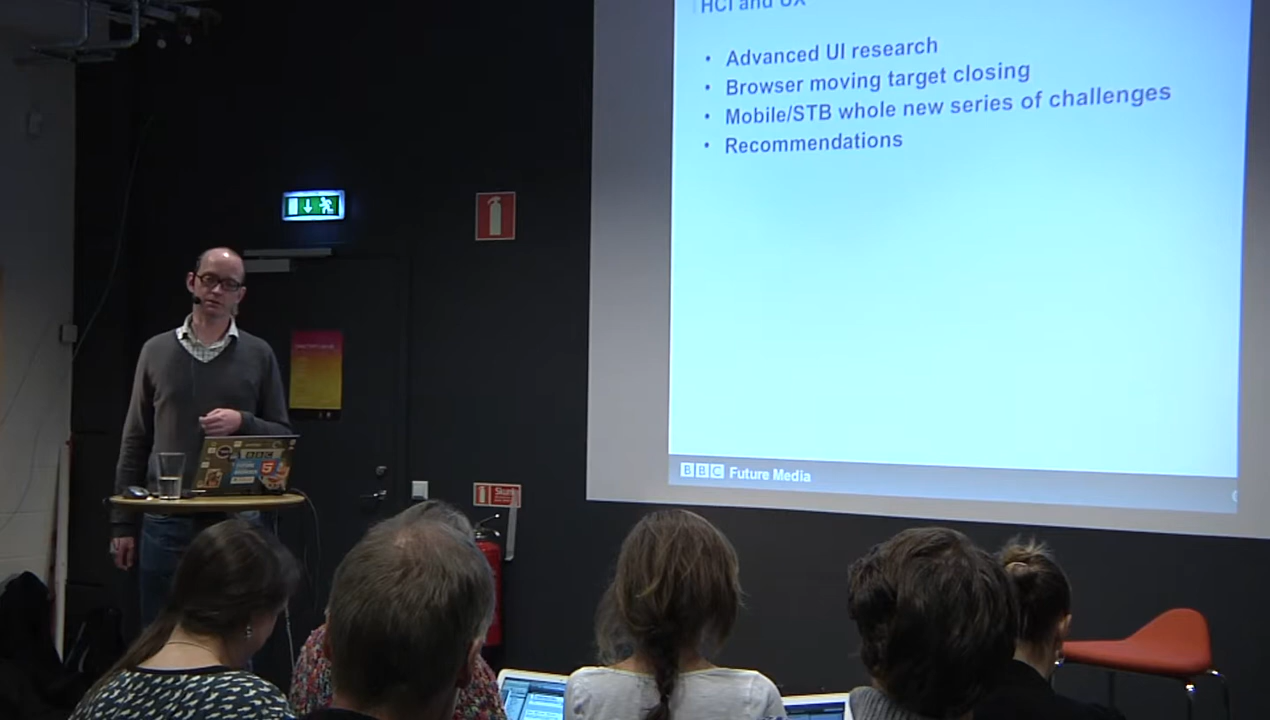 HCI and UX
• Advanced UI research
• Browser moving target closing
• Mobile/STB whole new series of challenges
• Recommendations
BBC Future Media
BBC